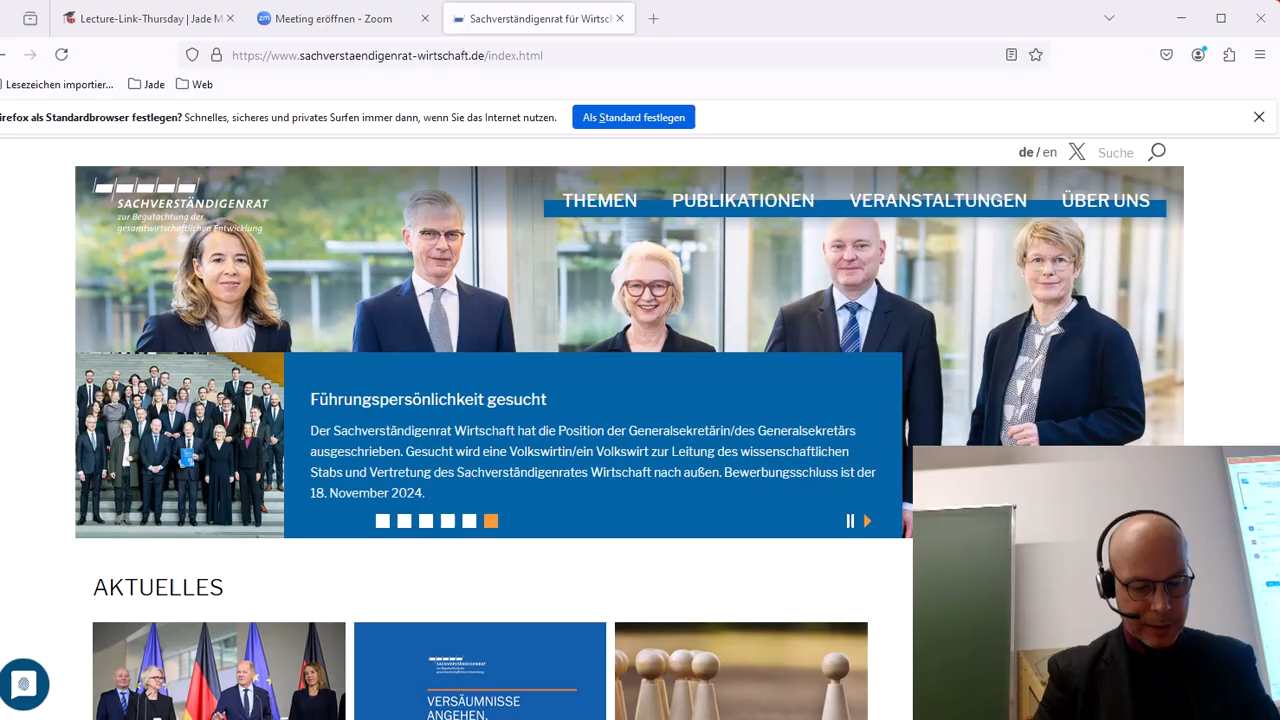 Lecture-Link-Thursday | Jade M
Meeting eröffnen - Zoom
Sachverständigenrat für Wirtsc
https://www.sachverstaendigenrat-wirtschaft.de/index.html
Lesezeichen importier...
Jade
Web
irefox als Standardbrowser festlegen? Schnelles, sicheres und privates Surfen immer dann, wenn Sie das Internet nutzen.
Als Standard festlegen
de / en
Suche
SACHVERSTÄNDIGENRAT
zur Begutachtung der
gesamtwirtschaftlichen Entwicklung
THEMEN
PUBLIKATIONEN
VERANSTALTUNGEN
ÜBER UNS
Führungspersönlichkeit gesucht
Der Sachverständigenrat Wirtschaft hat die Position der Generalsekretärin/des Generalsekretärs
ausgeschrieben. Gesucht wird eine Volkswirtin/ein Volkswirt zur Leitung des wissenschaftlichen
Stabs und Vertretung des Sachverständigenrates Wirtschaft nach außen. Bewerbungsschluss ist der
18. November 2024.
AKTUELLES
SACHVERSTÄNDIGENRAT
VERSÄUMNISSE
ANGEHEN,